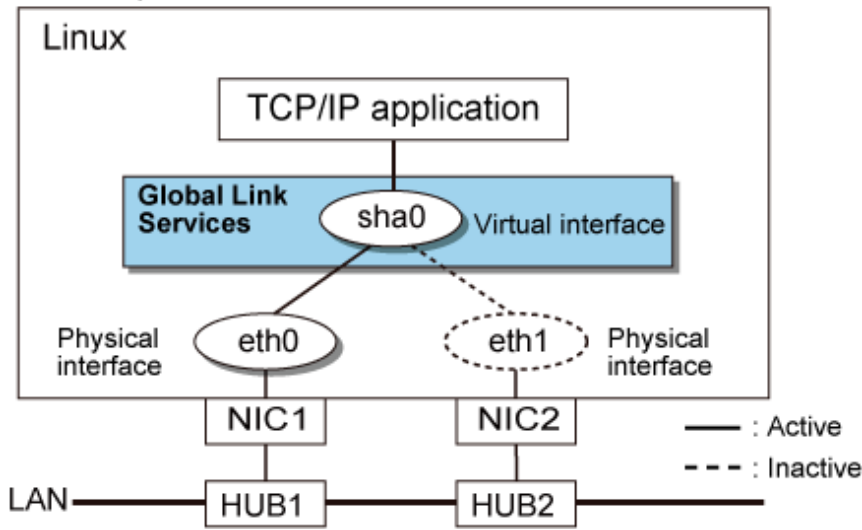 Linux
TCP/IP application
Global Link
Services
sha0
Virtual interface
Physical
interface
eth0
eth1
Physical
interface
NIC1
NIC2
: Active
: Inactive
LAN
HUB1
HUB2